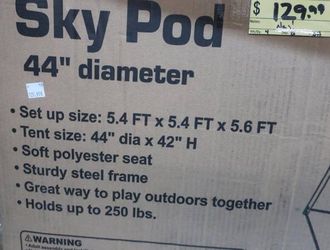 Sky Pod
$ 129.99
44" diameter
• Set up size: 5.4 FT x 5.4 FT x 5.6 FT
• Tent size: 44" dia x 42" H
• Soft polyester seat
• Sturdy steel frame
• Great way to play outdoors together
• Holds up to 250 lbs.
⚠WARNING